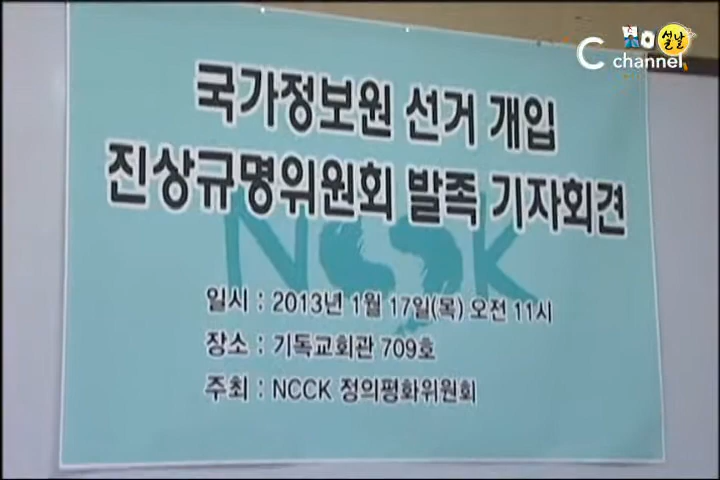 설날
C channel
국가정보원 선거 개입
진상규명위원회 발족 기자회견
NCCK
일시 : 2013년 1월 17일(목) 오전 11시
장소 : 기독교회관 709호
주최 : NCCK 정의평화위원회